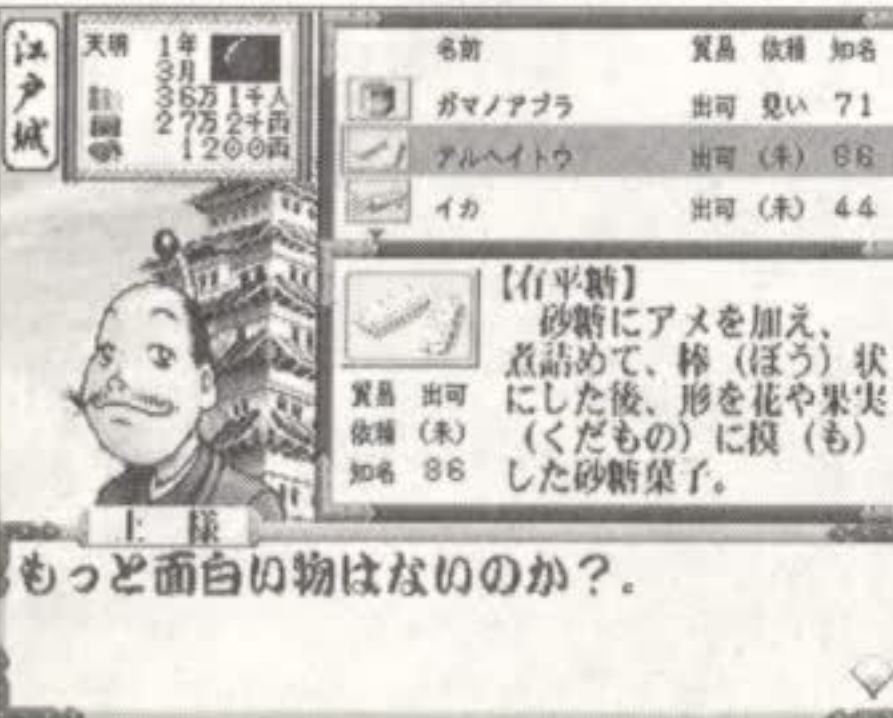 江戸城
天明 1年
3月
36万1千人
27万2千両
1200両
名前 貿易 依頼 知名
ガマノアブラ 出可 見い 71
アルヘイトウ 出可 (未) 86
イカ 出可 (未) 44
【有平糖】
砂糖にアメを加え、
煮詰めて、棒(ぼう)状
にした後、形を花や果実
(くだもの)に摸(も)
した砂糖菓子。
貿易 出可
依頼 (未)
知名 86
様
もっと面白い物はないのか?。